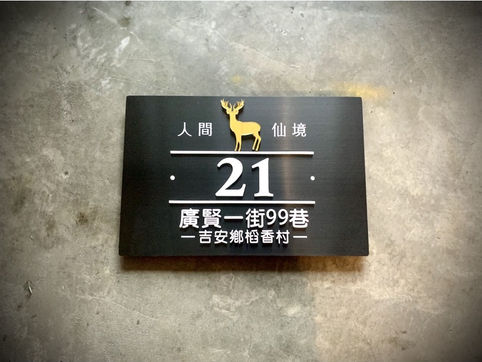 人間 仙境
· 21 ·
廣賢一街99巷
—吉安鄉稻香村—